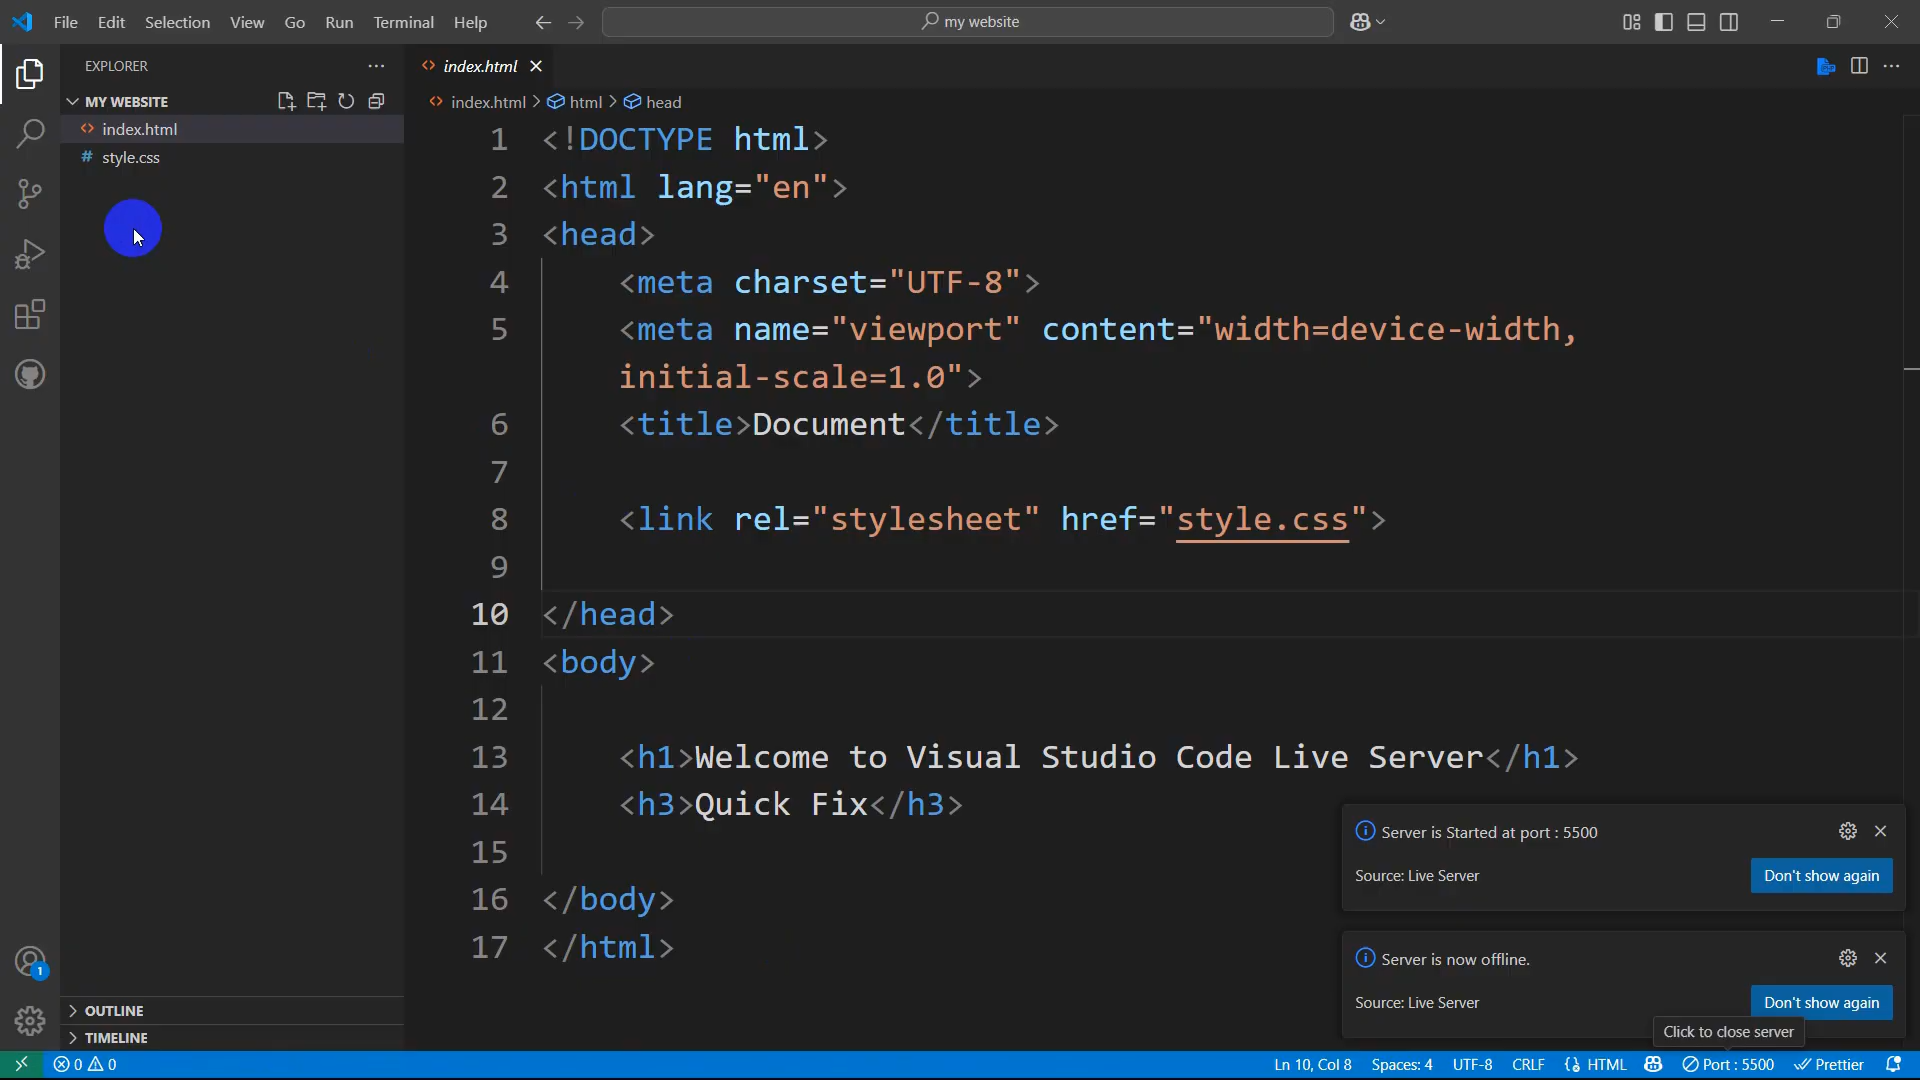 File Edit Selection View Go Run Terminal Help my website
EXPLORER
MY WEBSITE
index.html
style.css
OUTLINE
TIMELINE
index.html
index.html > html > head
1 <!DOCTYPE html>
2 <html lang="en">
3 <head>
4 <meta charset="UTF-8">
5 <meta name="viewport" content="width=device-width,
initial-scale=1.0">
6 <title>Document</title>
7
8 <link rel="stylesheet" href="style.css">
9
10 </head>
11 <body>
12
13 <h1>Welcome to Visual Studio Code Live Server</h1>
14 <h3>Quick Fix</h3>
15
16 </body>
17 </html>
Server is Started at port : 5500
Source: Live Server Don't show again
Server is now offline.
Source: Live Server Don't show again
Click to close server
1
0 0 Ln 10, Col 8 Spaces: 4 UTF-8 CRLF {} HTML Port : 5500 Prettier